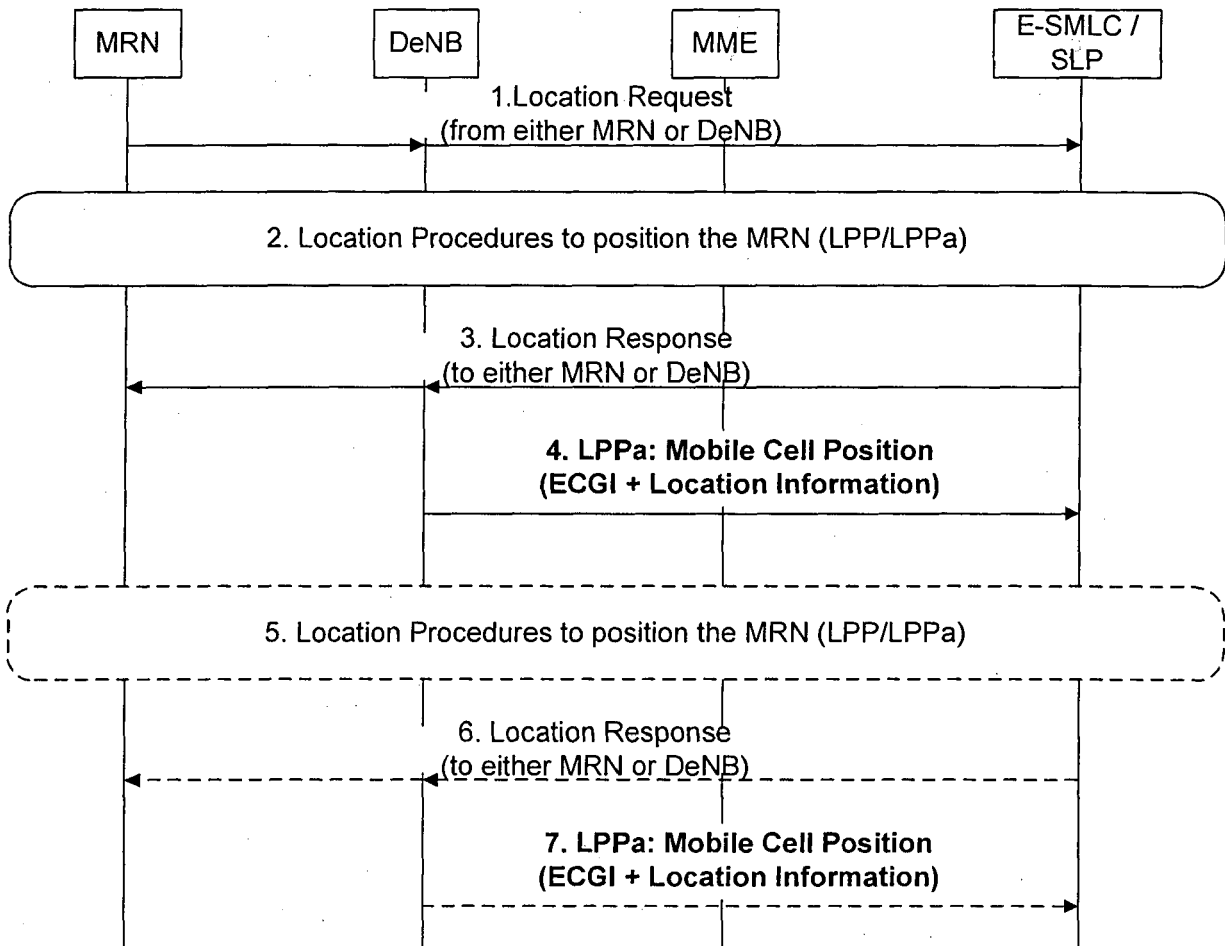 MRN
DeNB
MME
E-SMLC /
SLP
1.Location Request
(from either MRN or DeNB)
2. Location Procedures to position the MRN (LPP/LPPa)
3. Location Response
(to either MRN or DeNB)
4. LPPa: Mobile Cell Position
(ECGI + Location Information)
5. Location Procedures to position the MRN (LPP/LPPa)
6. Location Response
(to either MRN or DeNB)
7. LPPa: Mobile Cell Position
(ECGI + Location Information)